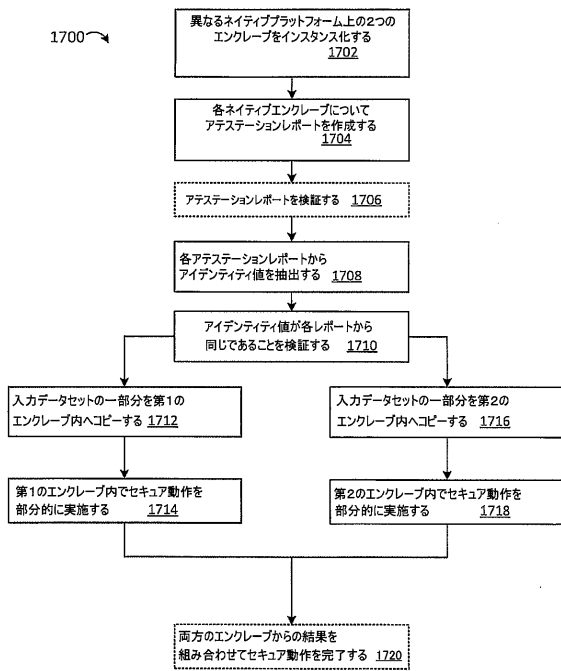 1700
異なるネイティブプラットフォーム上の2つの
エンクレーブをインスタンス化する
1702
各ネイティブエンクレーブについて
アテステーションレポートを作成する
1704
アテステーションレポートを検証する 1706
各アテステーションレポートから
アイデンティティ値を抽出する 1708
アイデンティティ値が各レポートから
同じであることを検証する 1710
入力データセットの一部分を第1の
エンクレーブ内へコピーする 1712
第1のエンクレーブ内でセキュア動作を
部分的に実施する 1714
入力データセットの一部分を第2の
エンクレーブ内へコピーする 1716
第2のエンクレーブ内でセキュア動作を
部分的に実施する 1718
両方のエンクレーブからの結果を
組み合わせてセキュア動作を完了する 1720